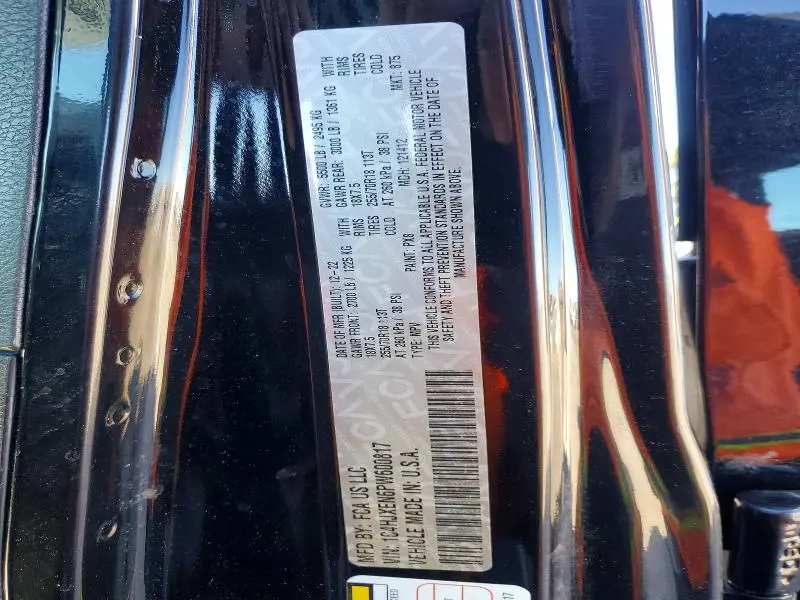 MFD BY: FCA US LLC
DATE OF MFR (BUILT): 12-22
GVWR: 5500 LB / 2495 KG
GAWR FRONT: 2700 LB / 1225 KG WITH
GAWR REAR: 3000 LB / 1361 KG WITH
18X7.5 RIMS
18X7.5 RIMS
255/70R18 113T TIRES
255/70R18 113T TIRES
AT 260 kPa / 38 PSI COLD
AT 260 kPa / 38 PSI COLD
VIN: 1C4HJXEN6PW600817
TYPE: MPV
PAINT: PX8
MDH: 121412
MKT: 875
VEHICLE MADE IN: U.S.A.
THIS VEHICLE CONFORMS TO ALL APPLICABLE U.S.A. FEDERAL MOTOR VEHICLE
SAFETY AND THEFT PREVENTION STANDARDS IN EFFECT ON THE DATE OF
MANUFACTURE SHOWN ABOVE.
17